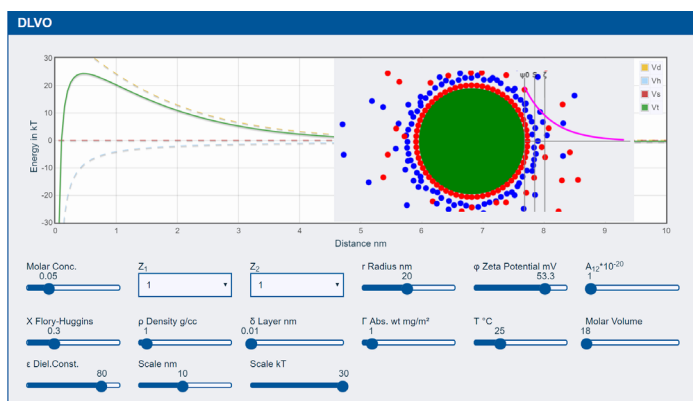 DLVO
30
20
10
0
-10
-20
-30
Energy in kT
0 1 2 3 4 5 6 7 8 9 10
Distance nm
ψ0 S ζ
Vd
Vh
Vs
Vt
Molar Conc. Z₁ Z₂ r Radius nm φ Zeta Potential mV A₁₂*10⁻²⁰
0.05 1 1 20 53.3 1
X Flory-Huggins ρ Density g/cc δ Layer nm Γ Abs. wt mg/m² T °C Molar Volume
0.3 1 0.01 1 25 18
ε Diel.Const. Scale nm Scale kT
80 10 30